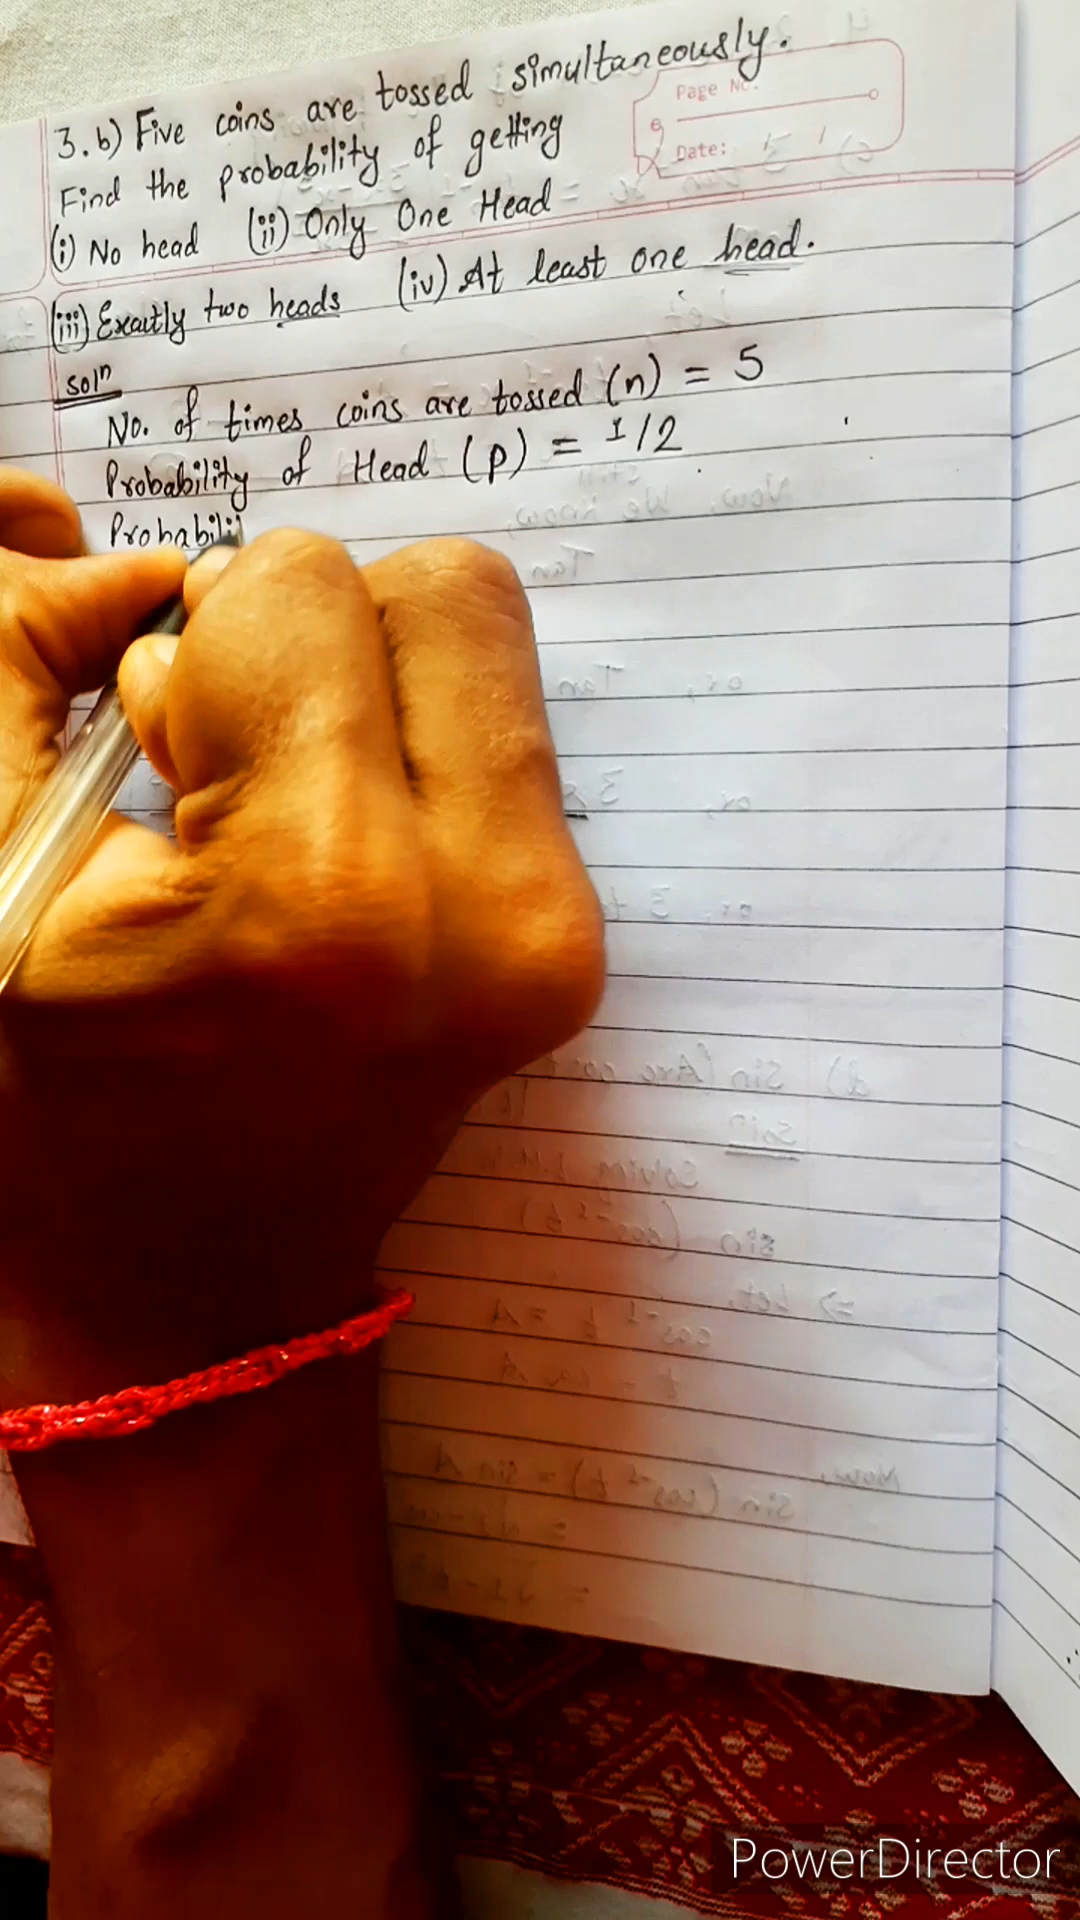 3. b) Five coins are tossed simultaneously.
Find the probability of getting
(i) No head (ii) Only One Head
(iii) Exactly two heads (iv) At least one head.
Soln
No. of times coins are tossed (n) = 5
Probability of Head (p) = 1/2
Probabili
Page No.
Date:
PowerDirector